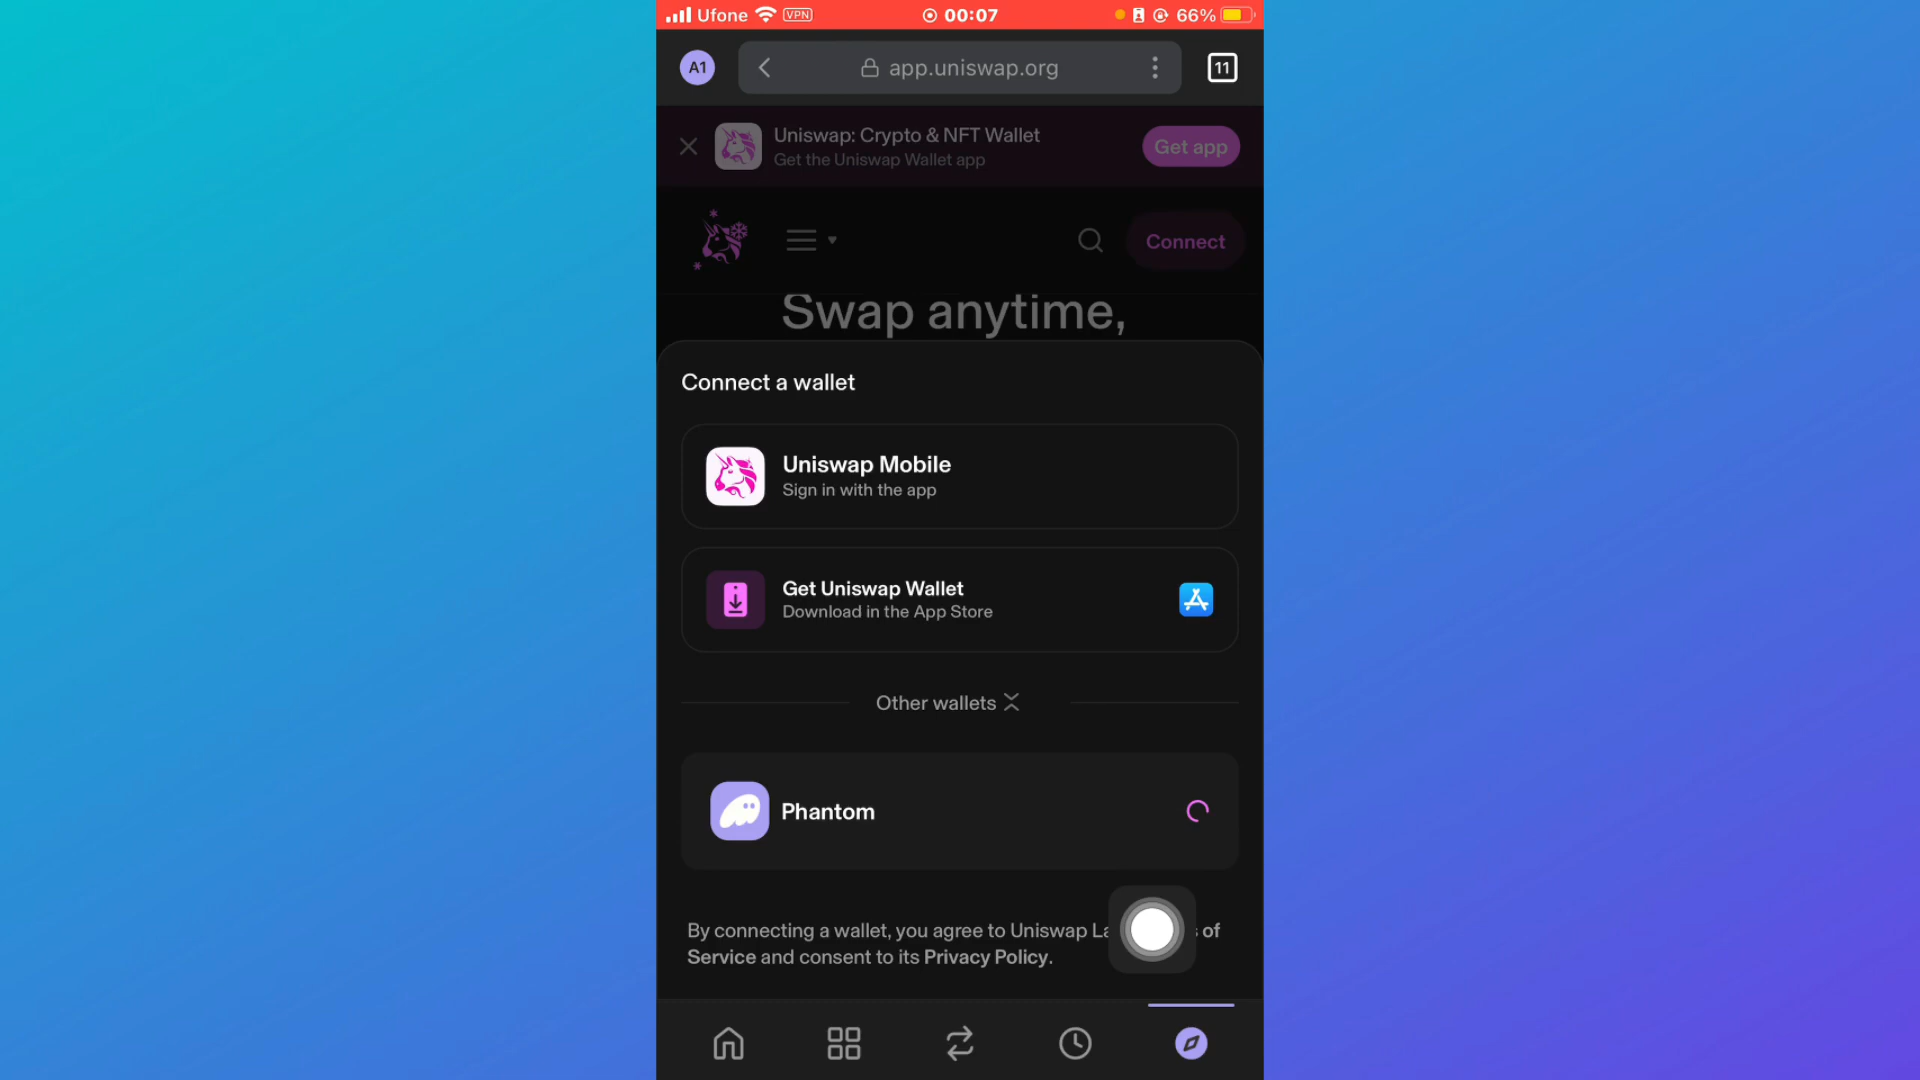 Ufone VPN 00:07 66%
A1 app.uniswap.org 11
Uniswap: Crypto & NFT Wallet
Get the Uniswap Wallet app
Get app
Connect
Swap anytime,
Connect a wallet
Uniswap Mobile
Sign in with the app
Get Uniswap Wallet
Download in the App Store
Other wallets
Phantom
By connecting a wallet, you agree to Uniswap La of
Service and consent to its Privacy Policy.